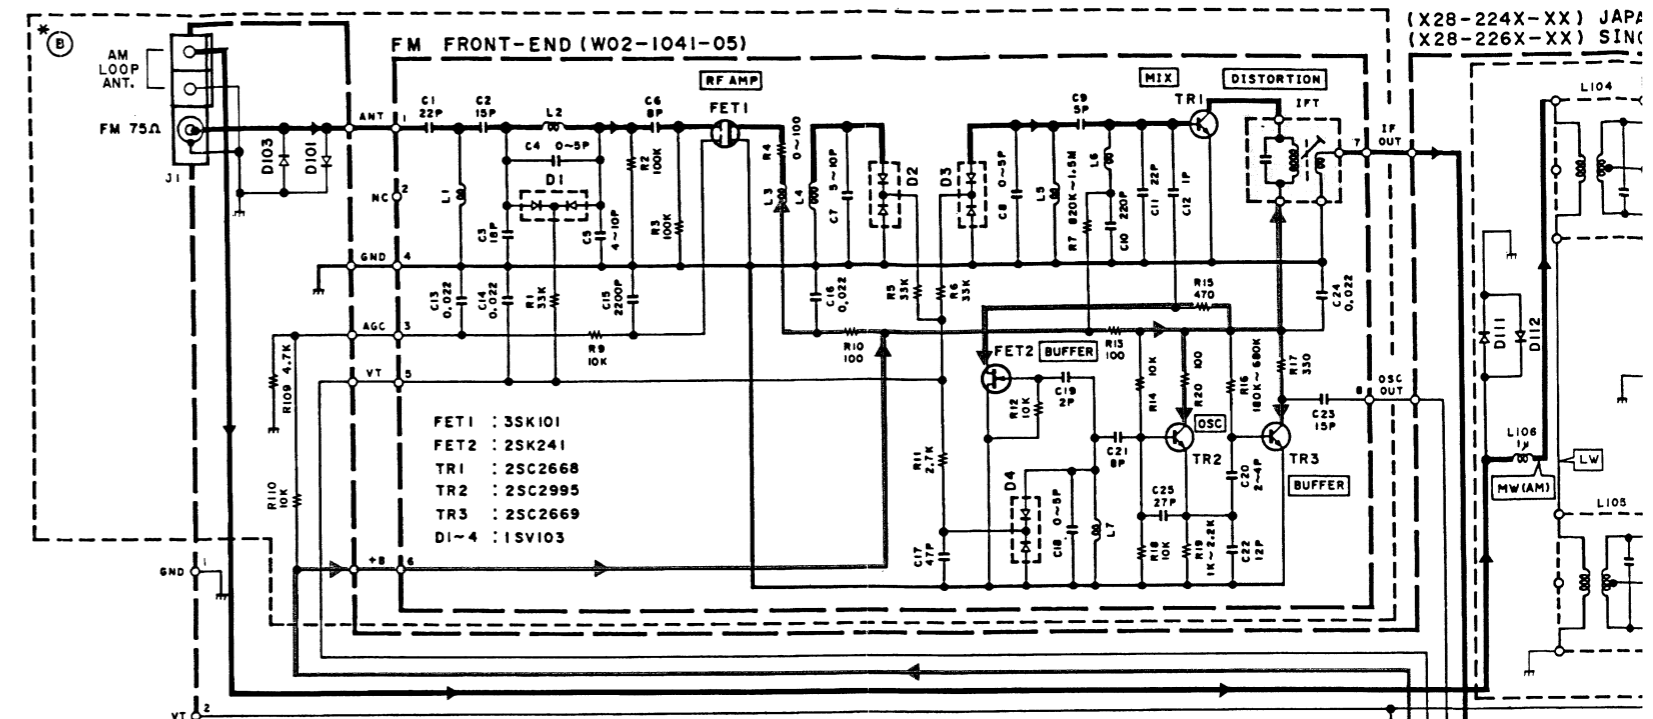 (X28-224X-XX) JAPA
(X28-226X-XX) SING
* B
AM
LOOP
ANT.
FM 75Ω
J1
FM FRONT-END (W02-1041-05)
RF AMP
FET1
MIX
TR1
DISTORTION
IFT
L104
ANT 1
C1
22P
C2
15P
L2
C6
8P
C9
5P
C4 0~5P
D1
D103
D101
L1
NC 2
R2
100K
R3
100K
C3
18P
C5
4~10P
R4
0~100
L3
L4
C7 5~10P
D2
D3
C8 0~5P
L5
R7 820K~1.5M
L6
220P
C10
22P
C11
1P
C12
7 IF
OUT
GND 4
C13
0.022
C14
0.022
R1
33K
C15
2200P
C16
0.022
R5
33K
R6
33K
R15
470
C24
0.022
AGC 3
R9
10K
R10
100
R13
100
R109 4.7K
FET2 BUFFER
D111
D112
VT 5
C19
2P
R12
10K
R14 10K
R20 100
R16
180K~680K
R17
330
8 OSC
OUT
C23
15P
FET1 : 3SK101
FET2 : 2SK241
TR1 : 2SC2668
TR2 : 2SC2995
TR3 : 2SC2669
D1~4 : 1SV103
R11
2.7K
C21
8P
OSC
TR2
TR3
BUFFER
L106
1μ
LW
MW(AM)
L105
R110
10K
D4
C18 0~5P
L7
C25
27P
C20
2~4P
R18
10K
R19
1K~2.2K
C22
12P
C17
47P
+B 6
GND 1
VT 2